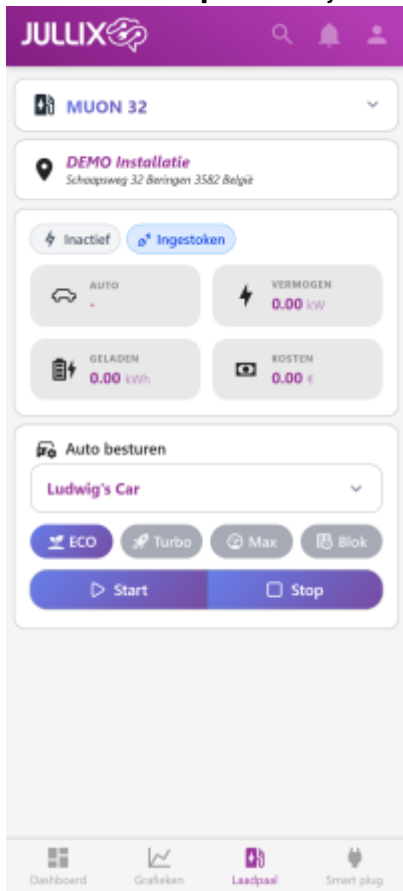 JULLIX
MUON 32
DEMO Installatie
Schaapsweg 32 Beringen 3582 België
Inactief
Ingestoken
AUTO
-
VERMOGEN
0.00 kW
GELADEN
0.00 kWh
KOSTEN
0.00 €
Auto besturen
Ludwig's Car
ECO
Turbo
Max
Blok
Start
Stop
Dashboard
Grafieken
Laadpaal
Smart plug